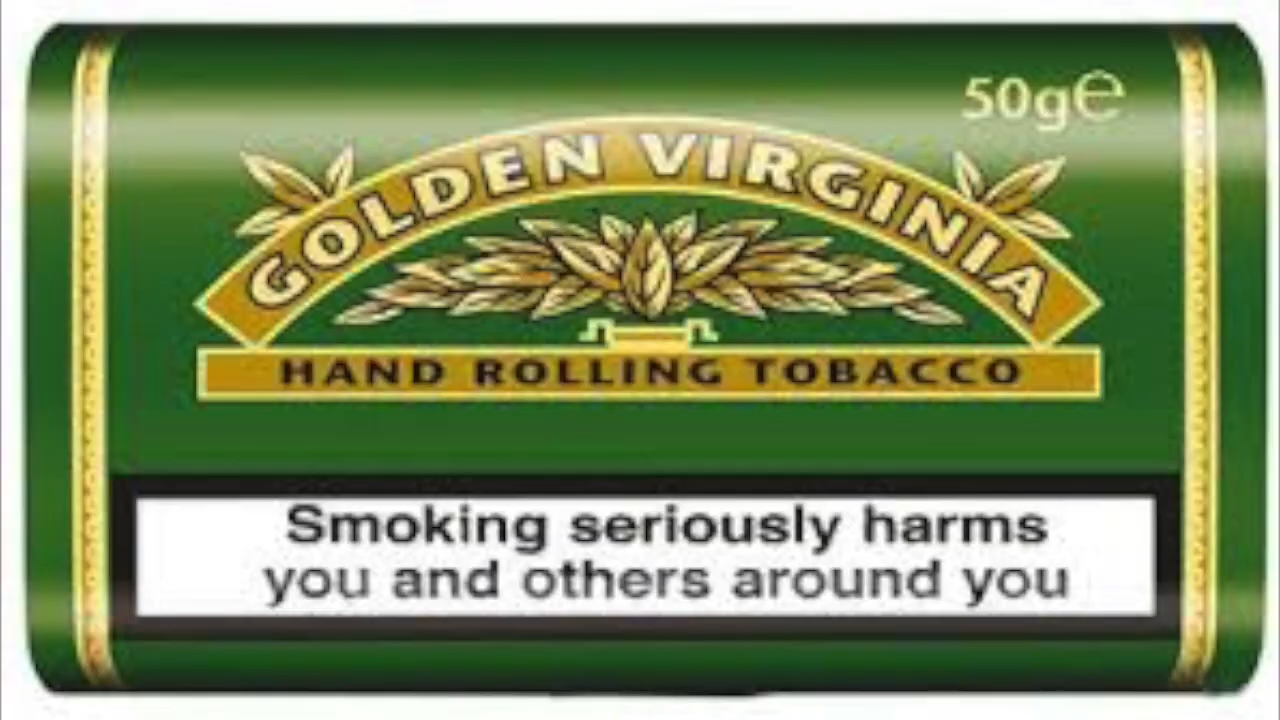 50g℮
GOLDEN VIRGINIA
HAND ROLLING TOBACCO
Smoking seriously harms
you and others around you